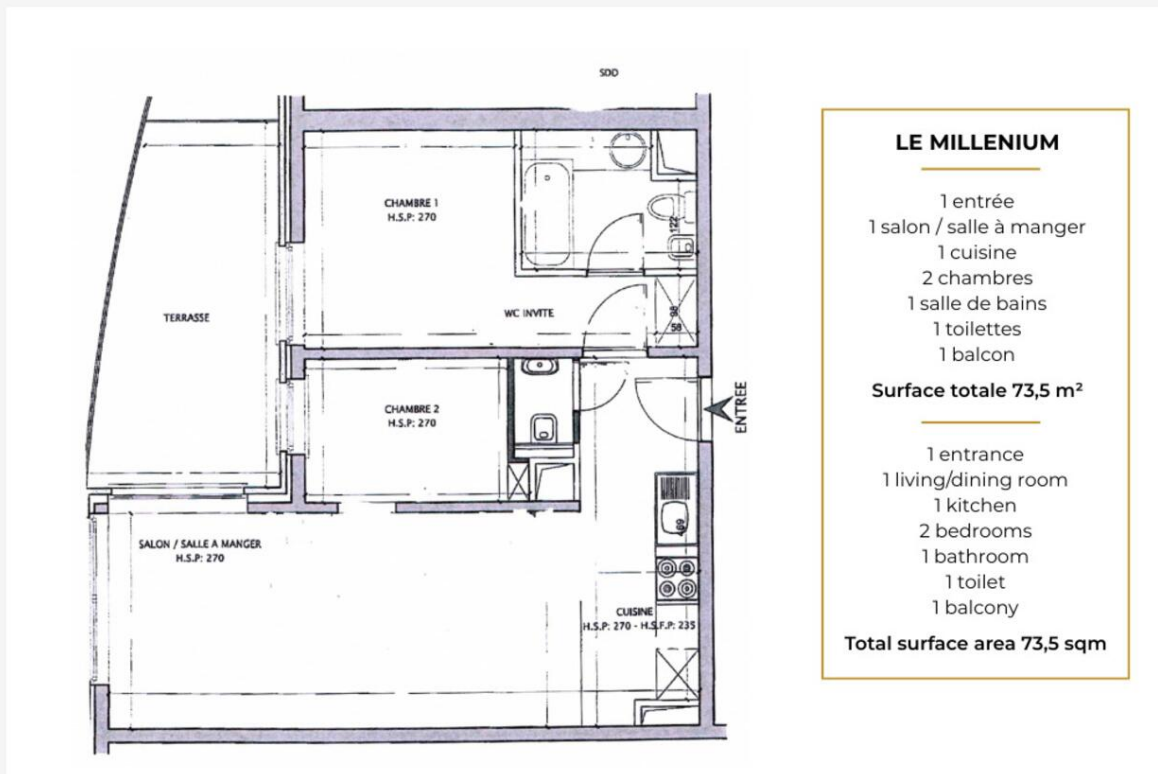 SDD
CHAMBRE 1
H.S.P: 270
122
TERRASSE
WC INVITE
98
58
CHAMBRE 2
H.S.P: 270
ENTREE
469
SALON / SALLE A MANGER
H.S.P: 270
CUISINE
H.S.P: 270 - H.S.F.P: 235
LE MILLENIUM
1 entrée
1 salon / salle à manger
1 cuisine
2 chambres
1 salle de bains
1 toilettes
1 balcon
Surface totale 73,5 m²
1 entrance
1 living/dining room
1 kitchen
2 bedrooms
1 bathroom
1 toilet
1 balcony
Total surface area 73,5 sqm